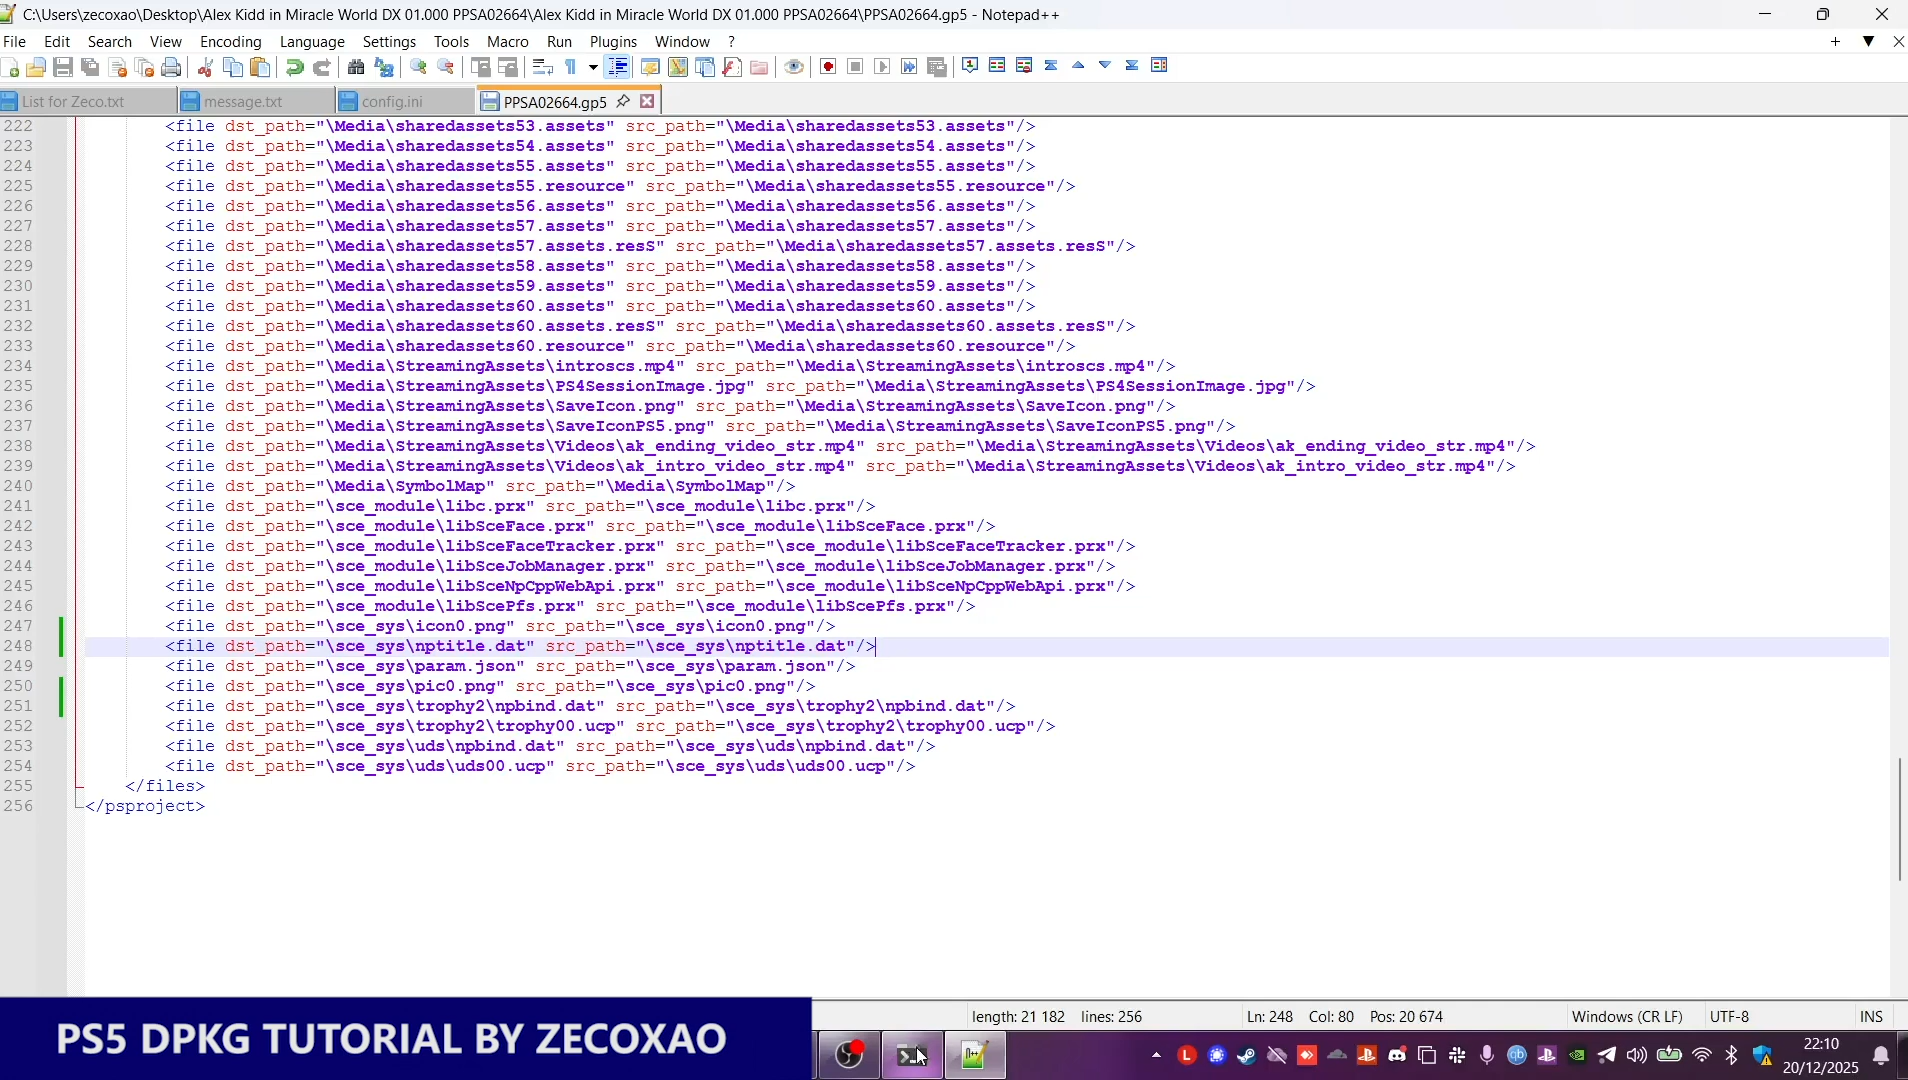 C:\Users\zecoxao\Desktop\Alex Kidd in Miracle World DX 01.000 PPSA02664\Alex Kidd in Miracle World DX 01.000 PPSA02664\PPSA02664.gp5 - Notepad++
File Edit Search View Encoding Language Settings Tools Macro Run Plugins Window ?
List for Zeco.txt message.txt config.ini PPSA02664.gp5
222 <file dst_path="\Media\sharedassets53.assets" src_path="\Media\sharedassets53.assets"/>
223 <file dst_path="\Media\sharedassets54.assets" src_path="\Media\sharedassets54.assets"/>
224 <file dst_path="\Media\sharedassets55.assets" src_path="\Media\sharedassets55.assets"/>
225 <file dst_path="\Media\sharedassets55.resource" src_path="\Media\sharedassets55.resource"/>
226 <file dst_path="\Media\sharedassets56.assets" src_path="\Media\sharedassets56.assets"/>
227 <file dst_path="\Media\sharedassets57.assets" src_path="\Media\sharedassets57.assets"/>
228 <file dst_path="\Media\sharedassets57.assets.resS" src_path="\Media\sharedassets57.assets.resS"/>
229 <file dst_path="\Media\sharedassets58.assets" src_path="\Media\sharedassets58.assets"/>
230 <file dst_path="\Media\sharedassets59.assets" src_path="\Media\sharedassets59.assets"/>
231 <file dst_path="\Media\sharedassets60.assets" src_path="\Media\sharedassets60.assets"/>
232 <file dst_path="\Media\sharedassets60.assets.resS" src_path="\Media\sharedassets60.assets.resS"/>
233 <file dst_path="\Media\sharedassets60.resource" src_path="\Media\sharedassets60.resource"/>
234 <file dst_path="\Media\StreamingAssets\introscs.mp4" src_path="\Media\StreamingAssets\introscs.mp4"/>
235 <file dst_path="\Media\StreamingAssets\PS4SessionImage.jpg" src_path="\Media\StreamingAssets\PS4SessionImage.jpg"/>
236 <file dst_path="\Media\StreamingAssets\SaveIcon.png" src_path="\Media\StreamingAssets\SaveIcon.png"/>
237 <file dst_path="\Media\StreamingAssets\SaveIconPS5.png" src_path="\Media\StreamingAssets\SaveIconPS5.png"/>
238 <file dst_path="\Media\StreamingAssets\Videos\ak_ending_video_str.mp4" src_path="\Media\StreamingAssets\Videos\ak_ending_video_str.mp4"/>
239 <file dst_path="\Media\StreamingAssets\Videos\ak_intro_video_str.mp4" src_path="\Media\StreamingAssets\Videos\ak_intro_video_str.mp4"/>
240 <file dst_path="\Media\SymbolMap" src_path="\Media\SymbolMap"/>
241 <file dst_path="\sce_module\libc.prx" src_path="\sce_module\libc.prx"/>
242 <file dst_path="\sce_module\libSceFace.prx" src_path="\sce_module\libSceFace.prx"/>
243 <file dst_path="\sce_module\libSceFaceTracker.prx" src_path="\sce_module\libSceFaceTracker.prx"/>
244 <file dst_path="\sce_module\libSceJobManager.prx" src_path="\sce_module\libSceJobManager.prx"/>
245 <file dst_path="\sce_module\libSceNpCppWebApi.prx" src_path="\sce_module\libSceNpCppWebApi.prx"/>
246 <file dst_path="\sce_module\libScePfs.prx" src_path="\sce_module\libScePfs.prx"/>
247 <file dst_path="\sce_sys\icon0.png" src_path="\sce_sys\icon0.png"/>
248 <file dst_path="\sce_sys\nptitle.dat" src_path="\sce_sys\nptitle.dat"/>
249 <file dst_path="\sce_sys\param.json" src_path="\sce_sys\param.json"/>
250 <file dst_path="\sce_sys\pic0.png" src_path="\sce_sys\pic0.png"/>
251 <file dst_path="\sce_sys\trophy2\npbind.dat" src_path="\sce_sys\trophy2\npbind.dat"/>
252 <file dst_path="\sce_sys\trophy2\trophy00.ucp" src_path="\sce_sys\trophy2\trophy00.ucp"/>
253 <file dst_path="\sce_sys\uds\npbind.dat" src_path="\sce_sys\uds\npbind.dat"/>
254 <file dst_path="\sce_sys\uds\uds00.ucp" src_path="\sce_sys\uds\uds00.ucp"/>
255 </files>
256 </psproject>
length: 21 182 lines: 256 Ln: 248 Col: 80 Pos: 20 674 Windows (CR LF) UTF-8 INS
PS5 DPKG TUTORIAL BY ZECOXAO
22:10
20/12/2025